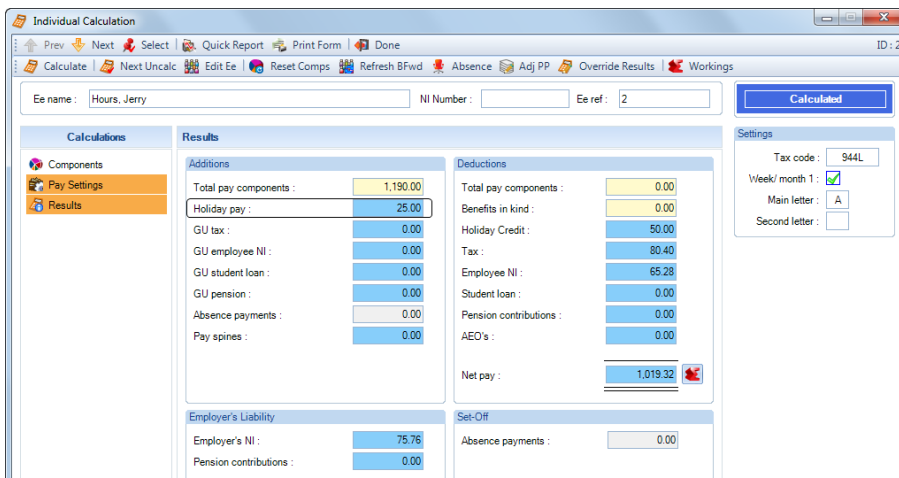 Individual Calculation
Prev Next Select Quick Report Print Form Done ID : 2
Calculate Next Uncalc Edit Ee Reset Comps Refresh BFwd Absence Adj PP Override Results Workings
Ee name : Hours, Jerry NI Number : Ee ref : 2
Calculated
Calculations
Components
Pay Settings
Results
Results
Additions
Total pay components : 1,190.00
Holiday pay : 25.00
GU tax : 0.00
GU employee NI : 0.00
GU student loan : 0.00
GU pension : 0.00
Absence payments : 0.00
Pay spines : 0.00
Deductions
Total pay components : 0.00
Benefits in kind : 0.00
Holiday Credit : 50.00
Tax : 80.40
Employee NI : 65.28
Student loan : 0.00
Pension contributions : 0.00
AEO's : 0.00
Net pay : 1,019.32
Employer's Liability
Employer's NI : 75.76
Pension contributions : 0.00
Set-Off
Absence payments : 0.00
Settings
Tax code : 944L
Week/ month 1 :
Main letter : A
Second letter :